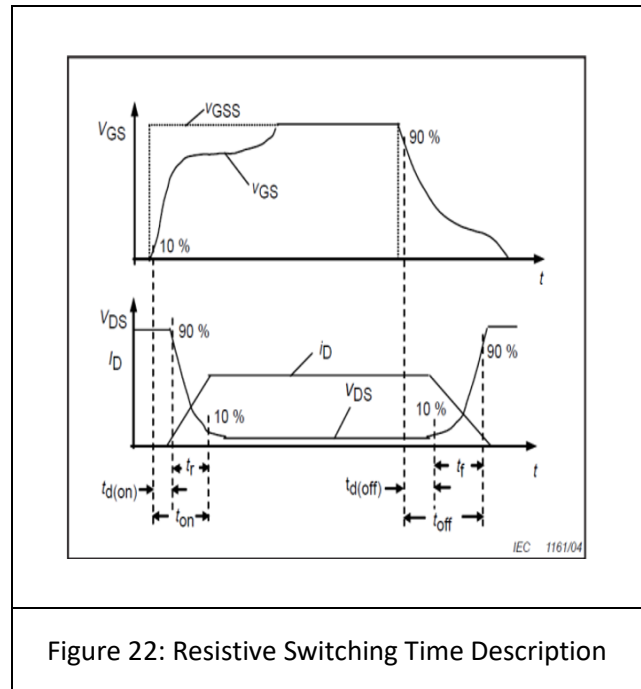 VGSS
VGS
90 %
VGS
10 %
t
VDS
90 %
ID
iD
90 %
VDS
10 %
10 %
tr
tf
t
td(on)
td(off)
ton
toff
IEC 1161/04
Figure 22: Resistive Switching Time Description